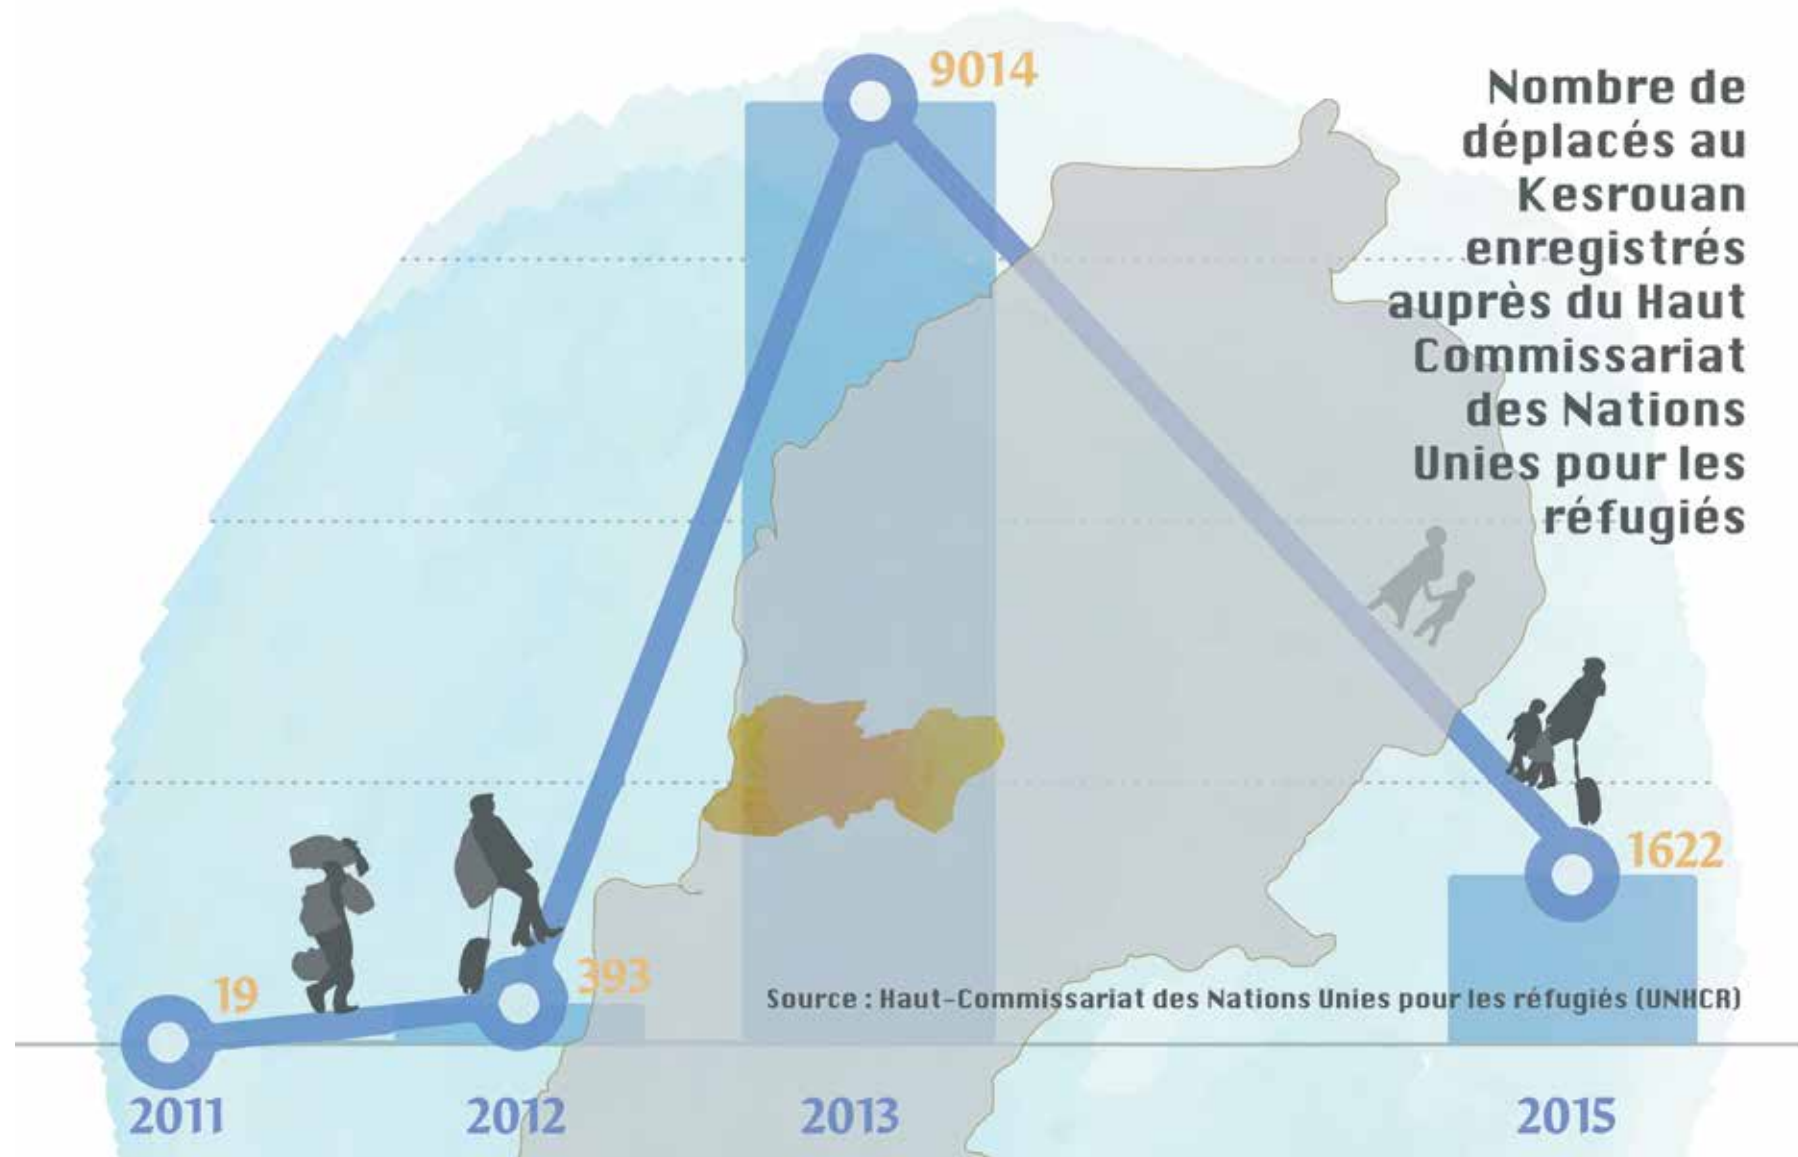 9014
Nombre de
déplacés au
Kesrouan
enregistrés
auprès du Haut
Commissariat
des Nations
Unies pour les
réfugiés
1622
393
19
Source : Haut-Commissariat des Nations Unies pour les réfugiés (UNHCR)
2011 2012 2013 2015